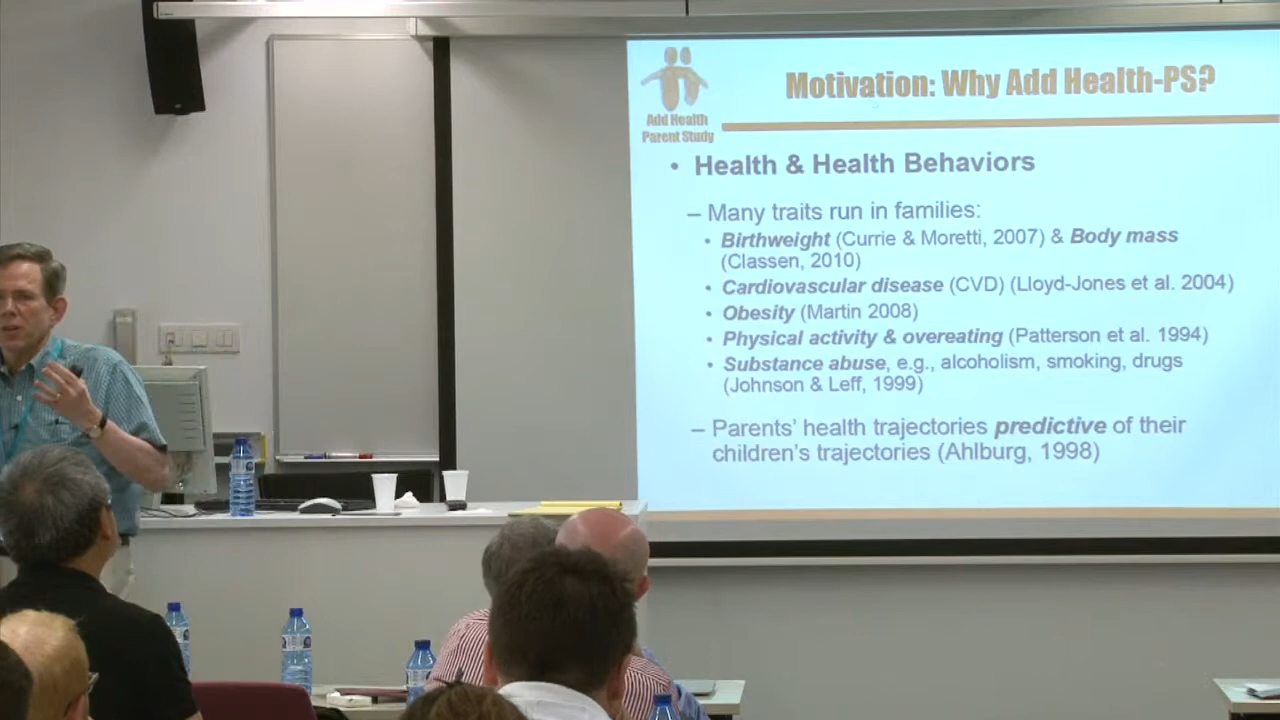 Motivation: Why Add Health-PS?
Add Health
Parent Study
• Health & Health Behaviors
– Many traits run in families:
• Birthweight (Currie & Moretti, 2007) & Body mass
(Classen, 2010)
• Cardiovascular disease (CVD) (Lloyd-Jones et al. 2004)
• Obesity (Martin 2008)
• Physical activity & overeating (Patterson et al. 1994)
• Substance abuse, e.g., alcoholism, smoking, drugs
(Johnson & Leff, 1999)
– Parents' health trajectories predictive of their
children's trajectories (Ahlburg, 1998)